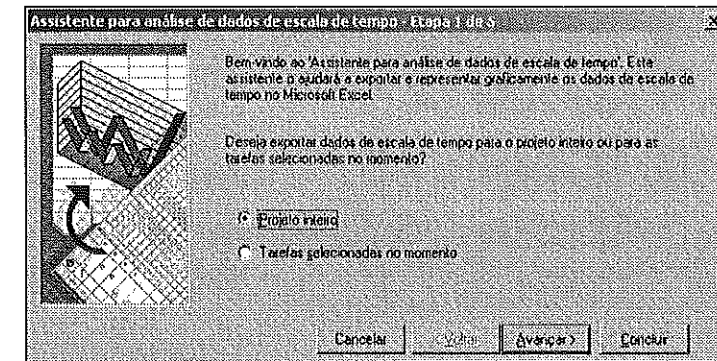 Assistente para análise de dados de escala de tempo - Etapa 1 de 5
Bem-vindo ao 'Assistente para análise de dados de escala de tempo'. Este
assistente o ajudará a exportar e representar graficamente os dados da escala de
tempo no Microsoft Excel.
Deseja exportar dados de escala de tempo para o projeto inteiro ou para as
tarefas selecionadas no momento?
Projeto inteiro
Tarefas selecionadas no momento
Cancelar < Voltar Avançar > Concluir